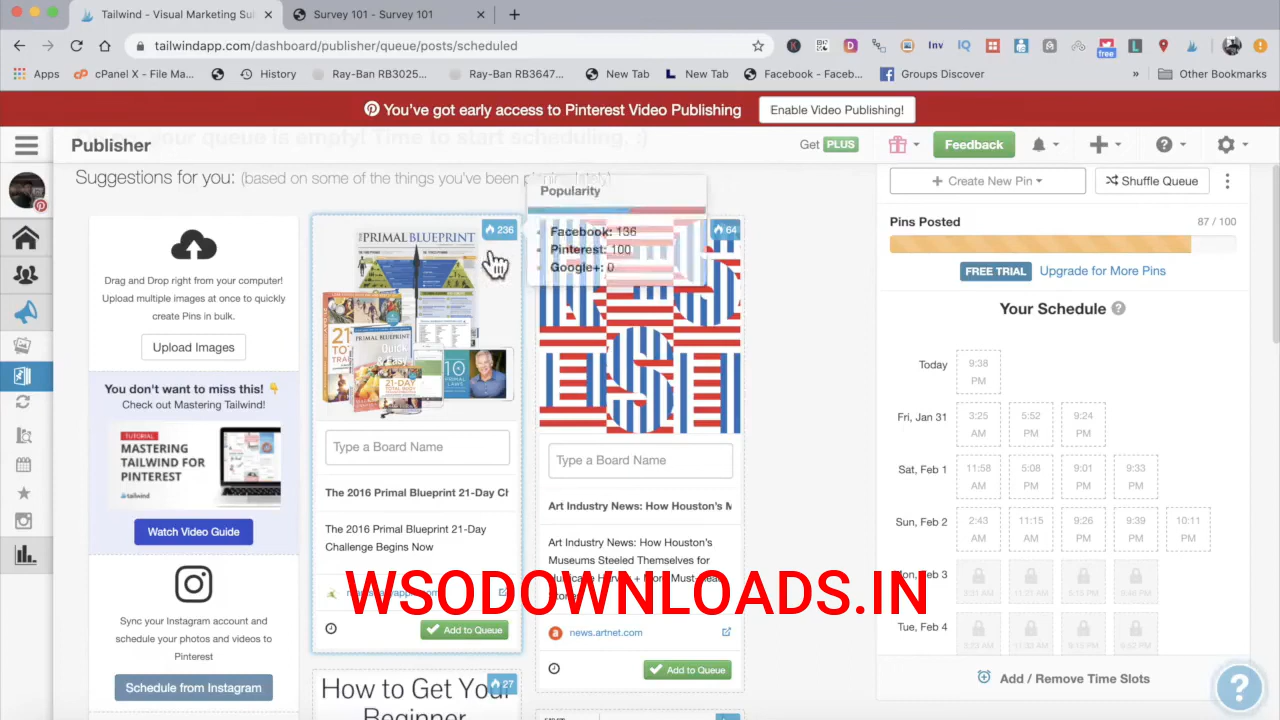 Tailwind - Visual Marketing Sui
Survey 101 - Survey 101
tailwindapp.com/dashboard/publisher/queue/posts/scheduled
Inv
IQ
free
Apps
cPanel X - File Ma...
History
Ray-Ban RB3025...
Ray-Ban RB3647...
New Tab
New Tab
Facebook - Faceb...
Groups Discover
»
Other Bookmarks
You've got early access to Pinterest Video Publishing
Enable Video Publishing!
your queue is empty! Time to start scheduling, :)
Publisher
Get PLUS
Feedback
Suggestions for you: (based on some of the things you've been
Popularity
Facebook: 136
Pinterest: 100
Google+: 0
Drag and Drop right from your computer!
Upload multiple images at once to quickly
create Pins in bulk.
Upload Images
You don't want to miss this!
Check out Mastering Tailwind!
TUTORIAL
MASTERING
TAILWIND FOR
PINTEREST
tailwind
Watch Video Guide
Sync your Instagram account and
schedule your photos and videos to
Pinterest
Schedule from Instagram
236
PRIMAL BLUEPRINT
Type a Board Name
The 2016 Primal Blueprint 21-Day Ch
The 2016 Primal Blueprint 21-Day
Challenge Begins Now
Add to Queue
27
How to Get Your
Beginner
64
Type a Board Name
Art Industry News: How Houston's M
Art Industry News: How Houston's
Museums Steeled Themselves for
news.artnet.com
Add to Queue
WSODOWNLOADS.IN
Create New Pin
Shuffle Queue
Pins Posted
87 / 100
FREE TRIAL
Upgrade for More Pins
Your Schedule
Today
9:38 PM
Fri, Jan 31
3:25 AM
5:52 PM
9:24 PM
Sat, Feb 1
11:58 AM
5:08 PM
9:01 PM
9:33 PM
Sun, Feb 2
2:43 AM
11:15 AM
9:26 PM
9:39 PM
10:11 PM
Mon, Feb 3
Tue, Feb 4
Add / Remove Time Slots